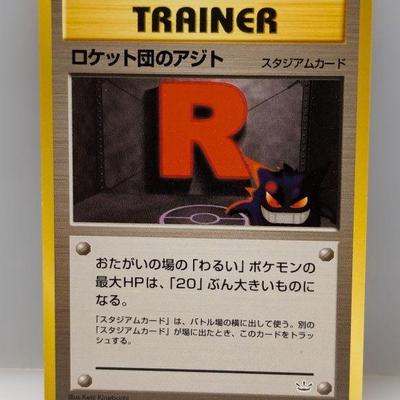 TRAINER
ロケット団のアジト
スタジアムカード
R
おたがいの場の「わるい」ポケモンの
最大HPは、「20」ぶん大きいものに
なる。
「スタジアムカード」は、バトル場の横に出して使う。別の
「スタジアムカード」が場に出たとき、このカードをトラッ
シュする。
Illus. Keiji Kinebuchi